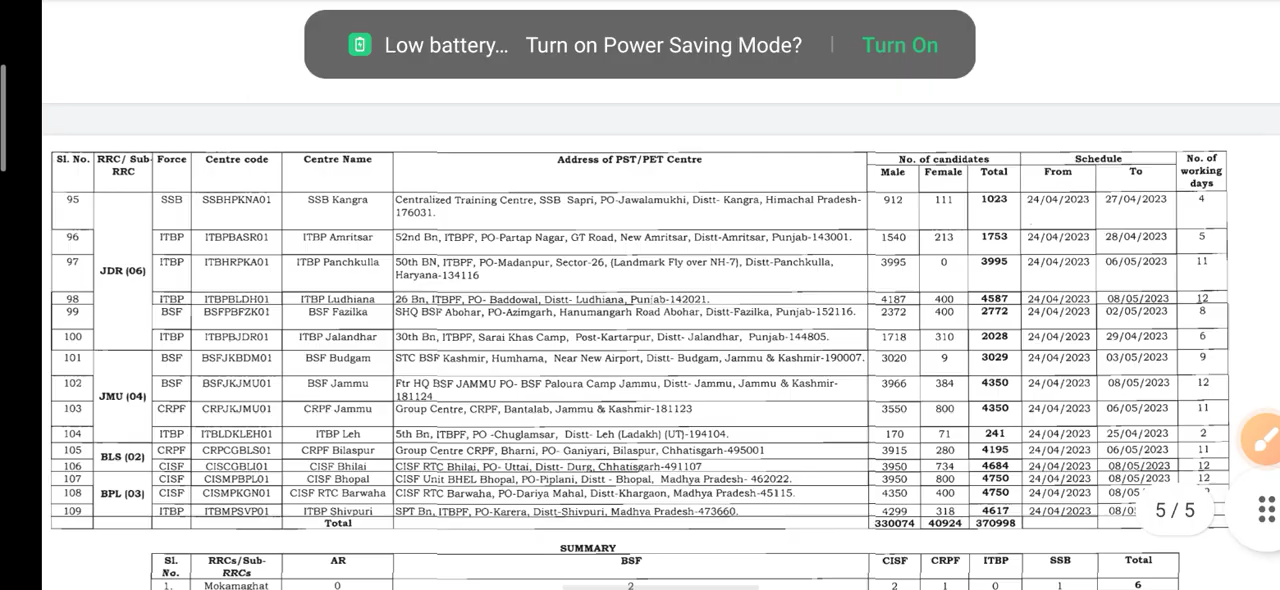 Low battery... Turn on Power Saving Mode? | Turn On
Sl. No. RRC/ Sub-RRC Force Centre code Centre Name Address of PST/PET Centre No. of candidates Schedule No. of working days
Male Female Total From To
95 SSB SSBHPKNA01 SSB Kangra Centralized Training Centre, SSB Sapri, PO-Jawalamukhi, Distt- Kangra, Himachal Pradesh- 912 111 1023 24/04/2023 27/04/2023 4
176031.
96 ITBP ITBPBASR01 ITBP Amritsar 52nd Bn, ITBPF, PO-Partap Nagar, GT Road, New Amritsar, Distt-Amritsar, Punjab-143001. 1540 213 1753 24/04/2023 28/04/2023 5
97 ITBP ITBHRPKA01 ITBP Panchkulla 50th BN, ITBPF, PO-Madanpur, Sector-26, (Landmark Fly over NH-7), Distt-Panchkulla, 3995 0 3995 24/04/2023 06/05/2023 11
JDR (06) Haryana-134116
98 ITBP ITBPBLDH01 ITBP Ludhiana 26 Bn, ITBPF, PO- Baddowal, Distt- Ludhiana, Punjab-142021. 4187 400 4587 24/04/2023 08/05/2023 12
99 BSF BSFPBFZK01 BSF Fazilka SHQ BSF Abohar, PO-Azimgarh, Hanumangarh Road Abohar, Distt-Fazilka, Punjab-152116. 2372 400 2772 24/04/2023 02/05/2023 8
100 ITBP ITBPBJDR01 ITBP Jalandhar 30th Bn, ITBPF, Sarai Khas Camp, Post-Kartarpur, Distt- Jalandhar, Punjab-144805. 1718 310 2028 24/04/2023 29/04/2023 6
101 BSF BSFJKBDM01 BSF Budgam STC BSF Kashmir, Humhama, Near New Airport, Distt- Budgam, Jammu & Kashmir-190007. 3020 9 3029 24/04/2023 03/05/2023 9
102 BSF BSFJKJMU01 BSF Jammu Ftr HQ BSF JAMMU PO- BSF Paloura Camp Jammu, Distt- Jammu, Jammu & Kashmir- 3966 384 4350 24/04/2023 08/05/2023 12
JMU (04) 181124
103 CRPF CRPJKJMU01 CRPF Jammu Group Centre, CRPF, Bantalab, Jammu & Kashmir-181123 3550 800 4350 24/04/2023 06/05/2023 11
104 ITBP ITBLDKLEH01 ITBP Leh 5th Bn, ITBPF, PO -Chuglamsar, Distt- Leh (Ladakh) (UT)-194104. 170 71 241 24/04/2023 25/04/2023 2
105 BLS (02) CRPF CRPCGBLS01 CRPF Bilaspur Group Centre CRPF, Bharni, PO- Ganiyari, Bilaspur, Chhatisgarh-495001 3915 280 4195 24/04/2023 06/05/2023 11
106 CISF CISCGBLI01 CISF Bhilai CISF RTC Bhilai, PO- Uttai, Distt- Durg, Chhatisgarh-491107 3950 734 4684 24/04/2023 08/05/2023 12
107 CISF CISMPBPL01 CISF Bhopal CISF Unit BHEL Bhopal, PO-Piplani, Distt - Bhopal, Madhya Pradesh- 462022. 3950 800 4750 24/04/2023 08/05/2023 12
108 BPL (03) CISF CISMPKGN01 CISF RTC Barwaha CISF RTC Barwaha, PO-Dariya Mahal, Distt-Khargon, Madhya Pradesh-45115. 4350 400 4750 24/04/2023 08/05
109 ITBP ITBMPSVP01 ITBP Shivpuri SPT Bn, ITBPF, PO-Karera, Distt-Shivpuri, Madhya Pradesh-473660. 4299 318 4617 24/04/2023 08/0
Total 330074 40924 370998
5 / 5
SUMMARY
Sl. No. RRCs/Sub-RRCs AR BSF CISF CRPF ITBP SSB Total
1. Mokamaghat 0 2 2 1 0 1 6